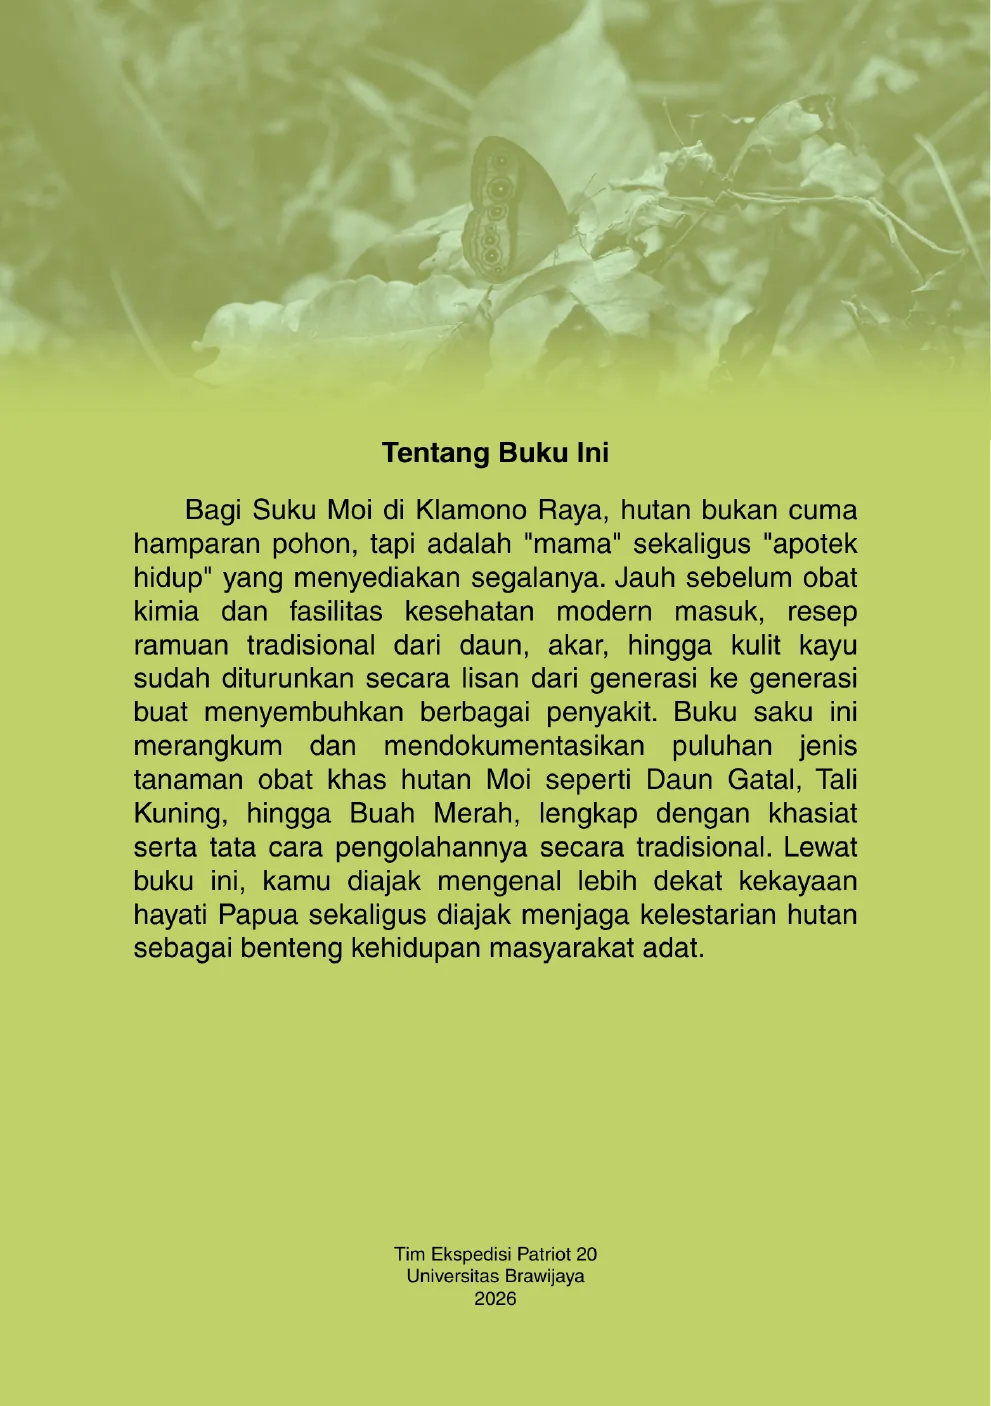 Tentang Buku Ini
Bagi Suku Moi di Klamono Raya, hutan bukan cuma
hamparan pohon, tapi adalah "mama" sekaligus "apotek
hidup" yang menyediakan segalanya. Jauh sebelum obat
kimia dan fasilitas kesehatan modern masuk, resep
ramuan tradisional dari daun, akar, hingga kulit kayu
sudah diturunkan secara lisan dari generasi ke generasi
buat menyembuhkan berbagai penyakit. Buku saku ini
merangkum dan mendokumentasikan puluhan jenis
tanaman obat khas hutan Moi seperti Daun Gatal, Tali
Kuning, hingga Buah Merah, lengkap dengan khasiat
serta tata cara pengolahannya secara tradisional. Lewat
buku ini, kamu diajak mengenal lebih dekat kekayaan
hayati Papua sekaligus diajak menjaga kelestarian hutan
sebagai benteng kehidupan masyarakat adat.
Tim Ekspedisi Patriot 20
Universitas Brawijaya
2026